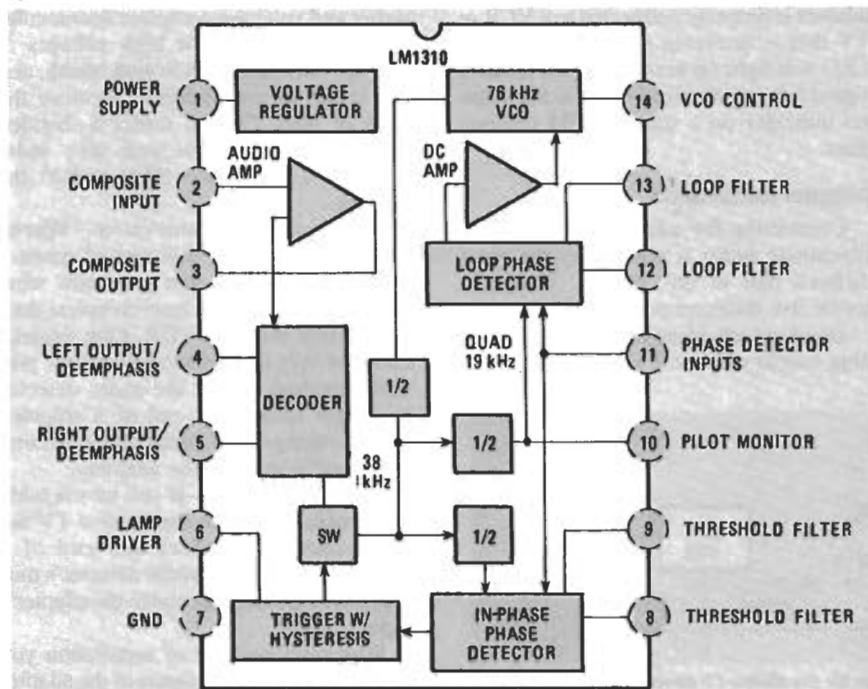 LM1310
POWER
SUPPLY
1
VOLTAGE
REGULATOR
76 kHz
VCO
14
VCO CONTROL
COMPOSITE
INPUT
2
AUDIO
AMP
DC
AMP
13
LOOP FILTER
COMPOSITE
OUTPUT
3
LOOP PHASE
DETECTOR
12
LOOP FILTER
LEFT OUTPUT/
DEEMPHASIS
4
DECODER
1/2
QUAD
19 kHz
11
PHASE DETECTOR
INPUTS
RIGHT OUTPUT/
DEEMPHASIS
5
38
kHz
1/2
10
PILOT MONITOR
LAMP
DRIVER
6
SW
1/2
9
THRESHOLD FILTER
GND
7
TRIGGER W/
HYSTERESIS
IN-PHASE
PHASE
DETECTOR
8
THRESHOLD FILTER